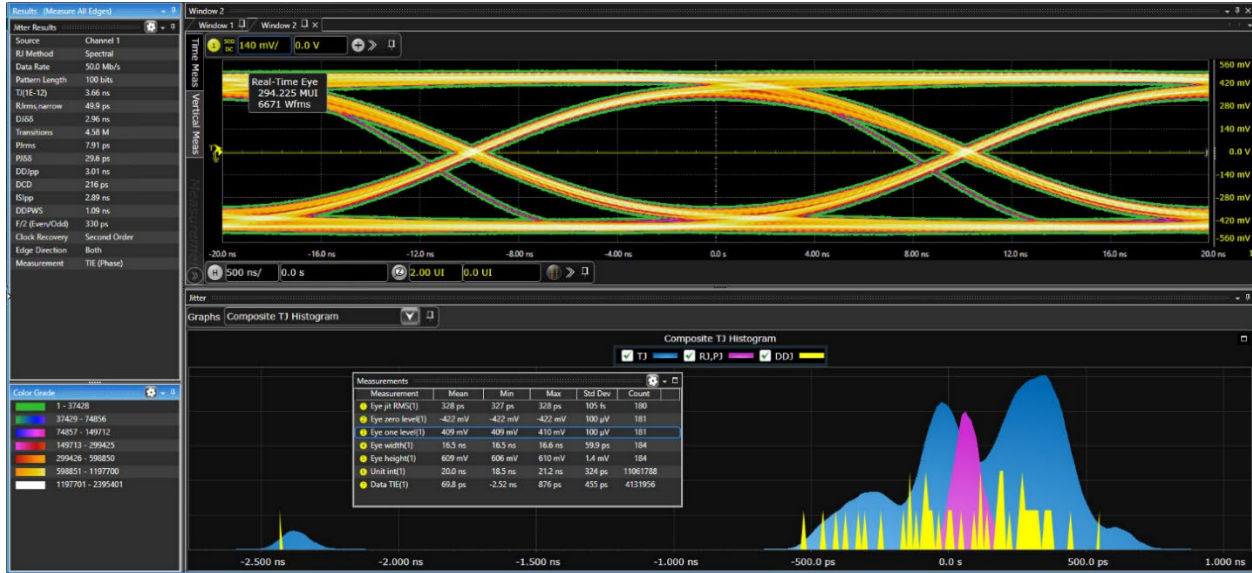 Results (Measure All Edges)
Jitter Results
Source Channel 1
RJ Method Spectral
Data Rate 50.0 Mb/s
Pattern Length 100 bits
TJ(1E-12) 3.66 ns
RJrms,narrow 49.9 ps
DJδδ 2.96 ns
Transitions 4.58 M
PJrms 7.91 ps
PJδδ 29.6 ps
DDJpp 3.01 ns
DCD 216 ps
ISIpp 2.89 ns
DDPWS 1.09 ns
F/2 (Even/Odd) 330 ps
Clock Recovery Second Order
Edge Direction Both
Measurement TIE (Phase)
Color Grade
1 - 37428
37429 - 74856
74857 - 149712
149713 - 299425
299426 - 598850
598851 - 1197700
1197701 - 2395401
Window 2
Window 1 Window 2
Time Meas
Vertical Meas
Measurements
1 50Ω DC 140 mV/ 0.0 V
Real-Time Eye
294.225 MUI
6671 Wfms
560 mV
420 mV
280 mV
140 mV
0.0 V
-140 mV
-280 mV
-420 mV
-560 mV
-20.0 ns -16.0 ns -12.0 ns -8.00 ns -4.00 ns 0.0 s 4.00 ns 8.00 ns 12.0 ns 16.0 ns 20.0 ns
H 500 ns/ 0.0 s Z 2.00 UI 0.0 UI
Jitter
Graphs Composite TJ Histogram
Composite TJ Histogram
TJ RJ,PJ DDJ
Measurements
Measurement Mean Min Max Std Dev Count
Eye jit RMS(1) 328 ps 327 ps 328 ps 105 fs 180
Eye zero level(1) -422 mV -422 mV -422 mV 100 µV 181
Eye one level(1) 409 mV 409 mV 410 mV 100 µV 181
Eye width(1) 16.5 ns 16.5 ns 16.6 ns 59.9 ps 184
Eye height(1) 609 mV 606 mV 610 mV 1.4 mV 184
Unit int(1) 20.0 ns 18.5 ns 21.2 ns 324 ps 11061788
Data TIE(1) 69.8 ps -2.52 ns 876 ps 455 ps 4131956
-2.500 ns -2.000 ns -1.500 ns -1.000 ns -500.0 ps 0.0 s 500.0 ps 1.000 ns